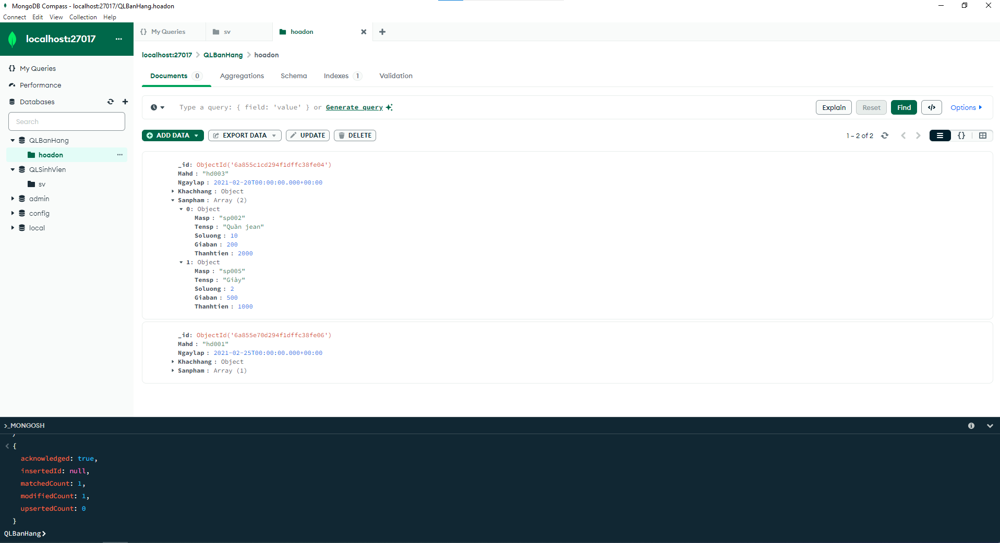 MongoDB Compass - localhost:27017/QLBanHang.hoadon
Connect Edit View Collection Help
localhost:27017
My Queries
Performance
Databases
Search
QLBanHang
hoadon
QLSinhVien
sv
admin
config
local
{} My Queries
sv
hoadon
localhost:27017 > QLBanHang > hoadon
Documents 0 Aggregations Schema Indexes 1 Validation
Type a query: { field: 'value' } or Generate query
Explain Reset Find </> Options
ADD DATA EXPORT DATA UPDATE DELETE
1 – 2 of 2
_id: ObjectId('6a855c1cd294f1dffc38fe04')
Mahd : "hd003"
Ngaylap : 2021-02-20T00:00:00.000+00:00
Khachhang : Object
Sanpham : Array (2)
0: Object
Masp : "sp002"
Tensp : "Quần jean"
Soluong : 10
Giaban : 200
Thanhtien : 2000
1: Object
Masp : "sp005"
Tensp : "Giày"
Soluong : 2
Giaban : 500
Thanhtien : 1000
_id: ObjectId('6a855e70d294f1dffc38fe06')
Mahd : "hd001"
Ngaylap : 2021-02-25T00:00:00.000+00:00
Khachhang : Object
Sanpham : Array (1)
>_MONGOSH
< {
acknowledged: true,
insertedId: null,
matchedCount: 1,
modifiedCount: 1,
upsertedCount: 0
}
QLBanHang>